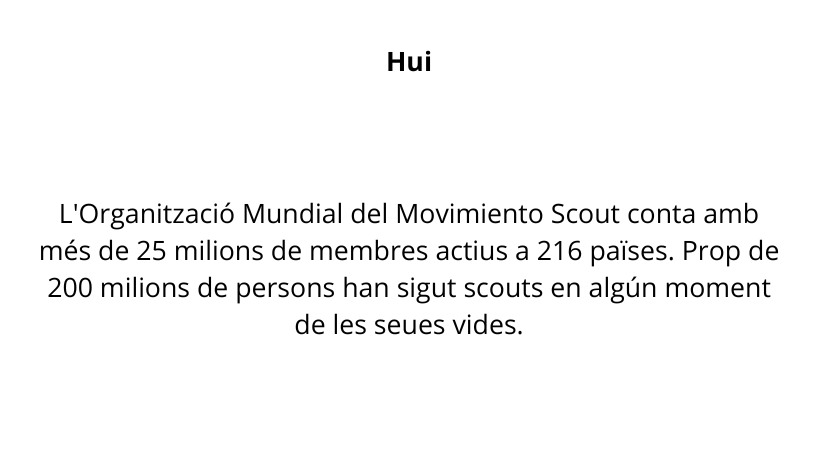 Hui
L'Organització Mundial del Movimiento Scout conta amb
més de 25 milions de membres actius a 216 països. Prop de
200 milions de persons han sigut scouts en algún moment
de les seues vides.